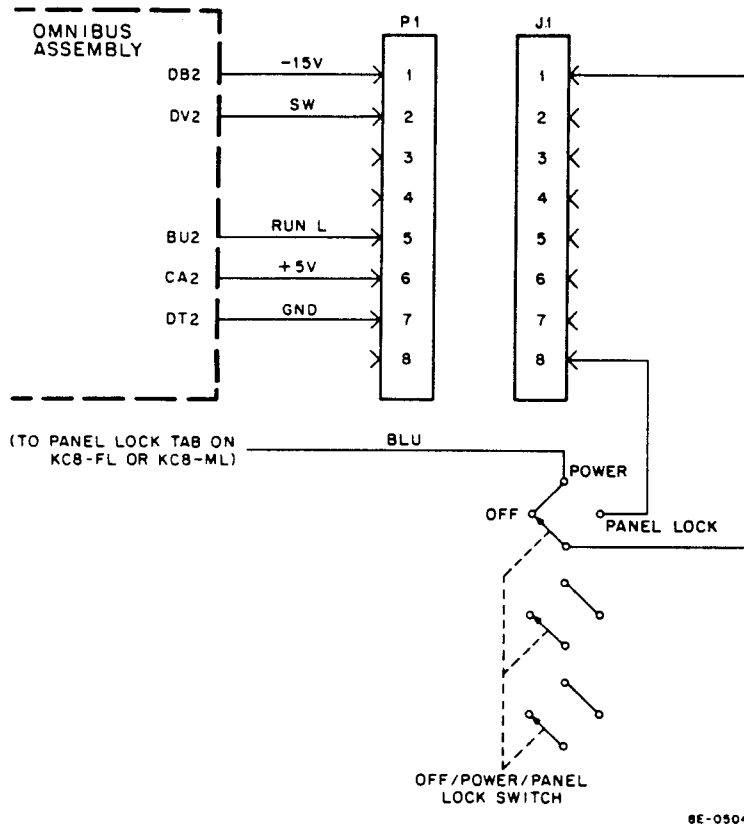 P1
J1
OMNIBUS
ASSEMBLY
DB2
-15V
1
1
DV2
SW
2
2
3
3
4
4
BU2
RUN L
5
5
CA2
+5V
6
6
DT2
GND
7
7
8
8
(TO PANEL LOCK TAB ON
KC8-FL OR KC8-ML)
BLU
POWER
OFF
PANEL LOCK
OFF/POWER/PANEL
LOCK SWITCH
8E-0504